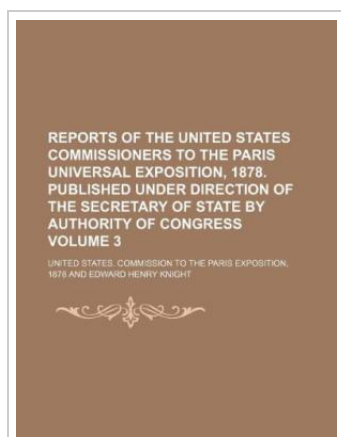 REPORTS OF THE UNITED STATES
COMMISSIONERS TO THE PARIS
UNIVERSAL EXPOSITION, 1878.
PUBLISHED UNDER DIRECTION OF
THE SECRETARY OF STATE BY
AUTHORITY OF CONGRESS
VOLUME 3
UNITED STATES. COMMISSION TO THE PARIS EXPOSITION,
1878 AND EDWARD HENRY KNIGHT